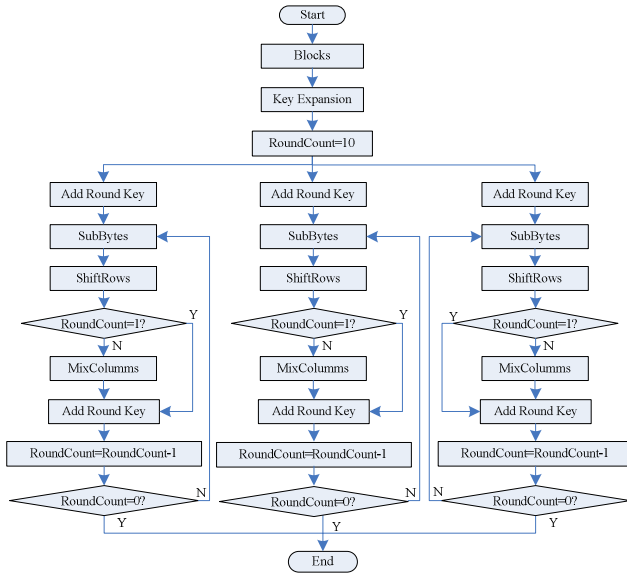 Start
Blocks
Key Expansion
RoundCount=10
Add Round Key
Add Round Key
Add Round Key
SubBytes
SubBytes
SubBytes
ShiftRows
ShiftRows
ShiftRows
RoundCount=1?
Y
RoundCount=1?
Y
Y
RoundCount=1?
N
N
N
MixColumms
MixColumms
MixColumms
Add Round Key
Add Round Key
Add Round Key
RoundCount=RoundCount-1
RoundCount=RoundCount-1
RoundCount=RoundCount-1
RoundCount=0?
N
RoundCount=0?
N
N
RoundCount=0?
Y
Y
Y
End